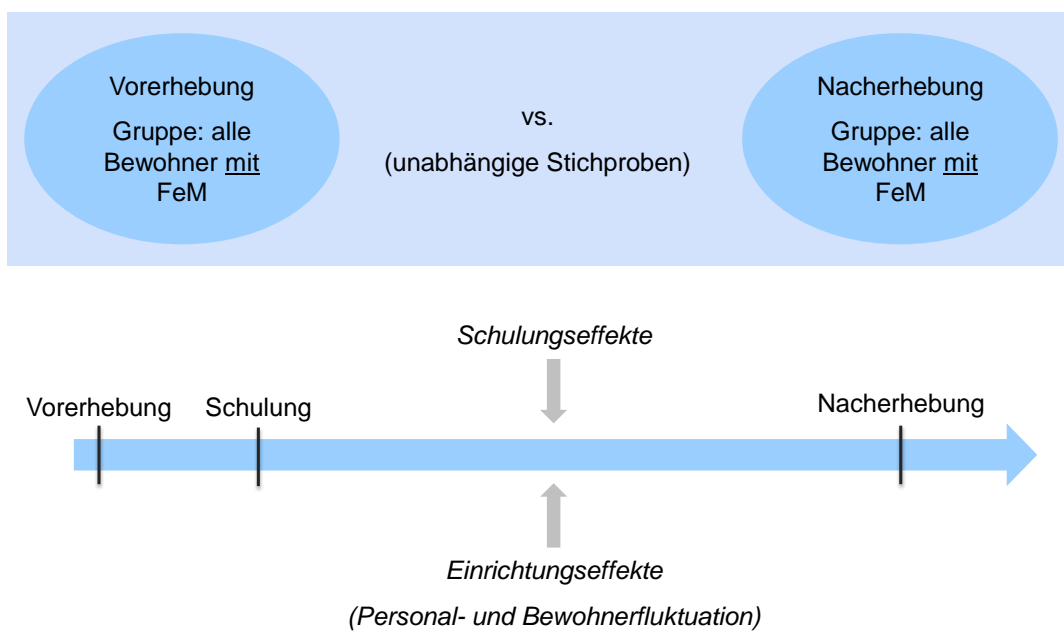 Vorerhebung
Gruppe: alle
Bewohner mit
FeM
vs.
(unabhängige Stichproben)
Nacherhebung
Gruppe: alle
Bewohner mit
FeM
Schulungseffekte
Vorerhebung
Schulung
Nacherhebung
Einrichtungseffekte
(Personal- und Bewohnerfluktuation)